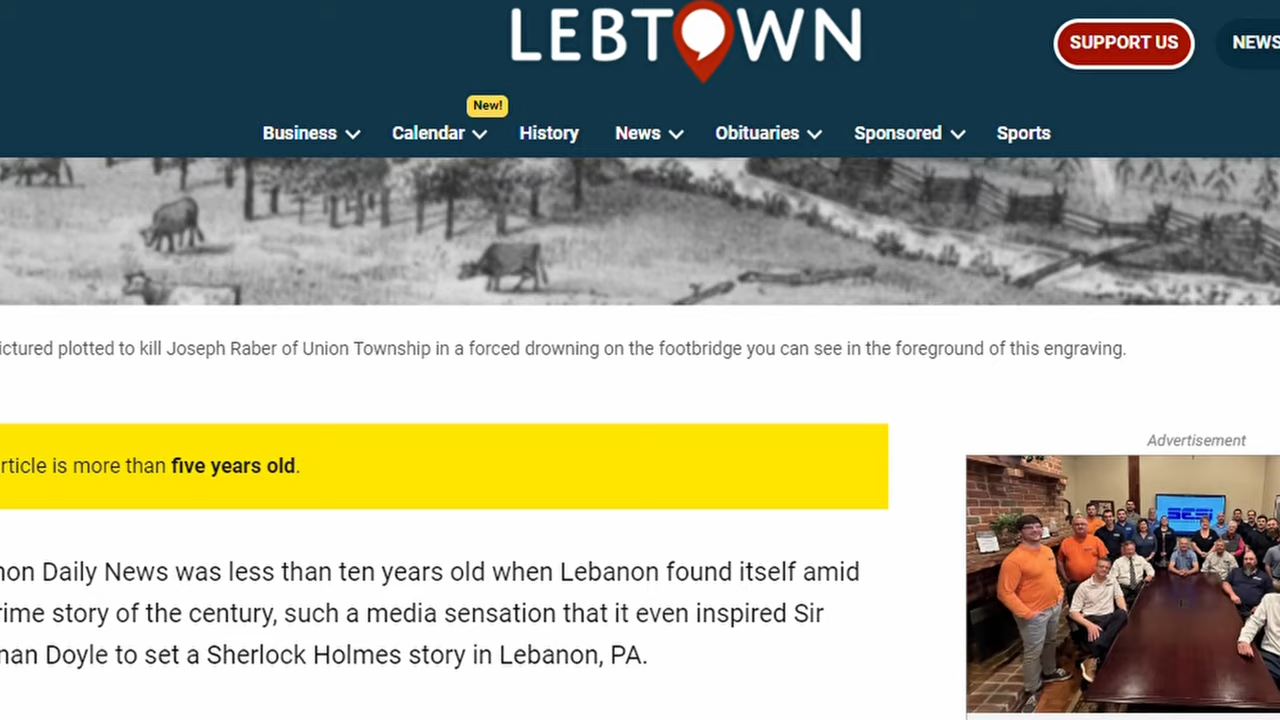 LEBTOWN
SUPPORT US
NEWS
New!
Business
Calendar
History
News
Obituaries
Sponsored
Sports
ictured plotted to kill Joseph Raber of Union Township in a forced drowning on the footbridge you can see in the foreground of this engraving.
rticle is more than five years old.
Advertisement
SESI
non Daily News was less than ten years old when Lebanon found itself amid
rime story of the century, such a media sensation that it even inspired Sir
nan Doyle to set a Sherlock Holmes story in Lebanon, PA.